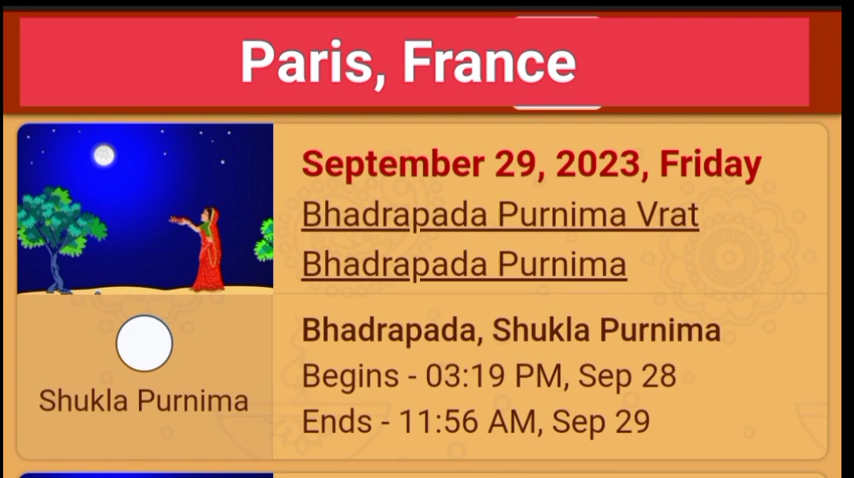 Paris, France
September 29, 2023, Friday
Bhadrapada Purnima Vrat
Bhadrapada Purnima
Shukla Purnima
Bhadrapada, Shukla Purnima
Begins - 03:19 PM, Sep 28
Ends - 11:56 AM, Sep 29